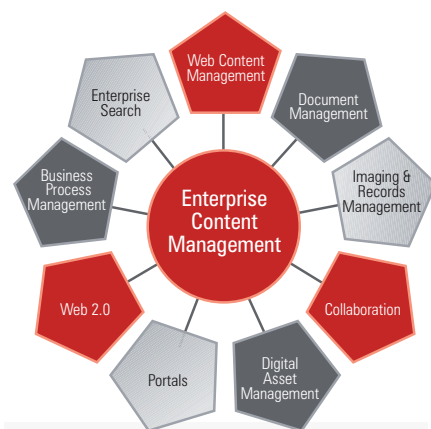 Web Content
Management
Document
Management
Imaging &
Records
Management
Collaboration
Digital
Asset
Management
Portals
Web 2.0
Business
Process
Management
Enterprise
Search
Enterprise
Content
Management